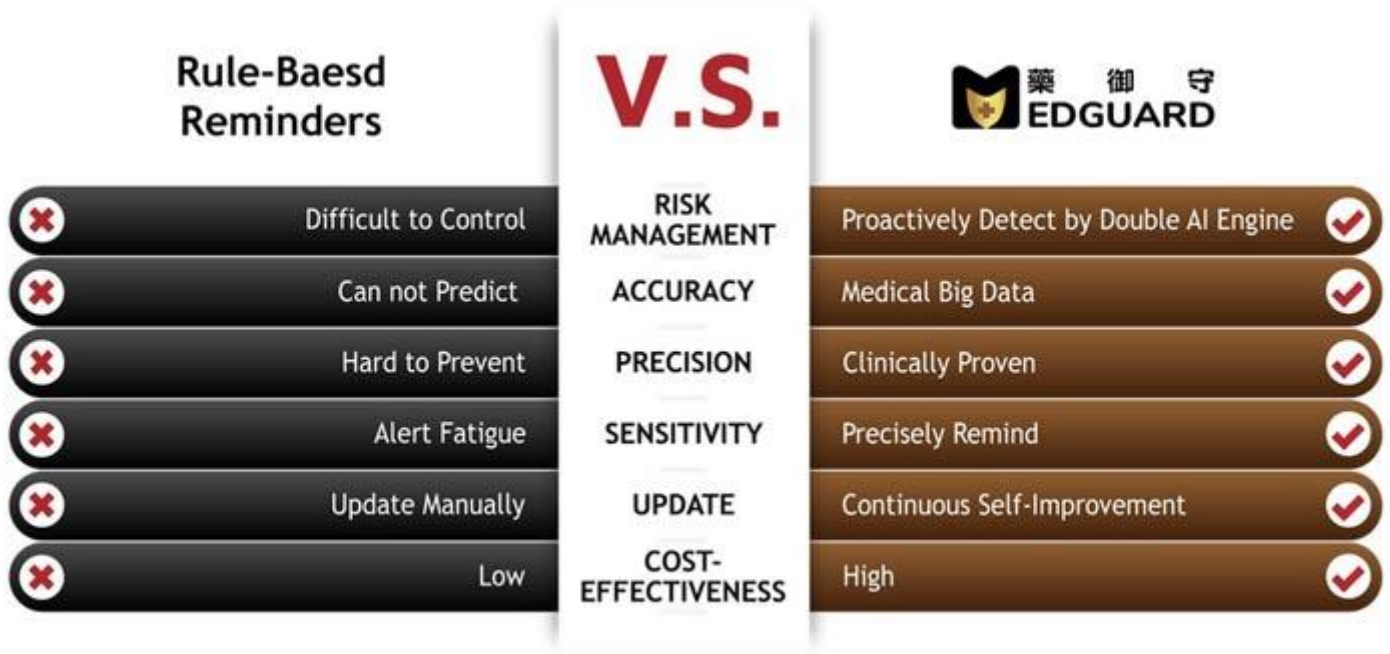 Rule-Baesd
Reminders
V.S.
藥御守
MEDGUARD
Difficult to Control
RISK
MANAGEMENT
Proactively Detect by Double AI Engine
Can not Predict
ACCURACY
Medical Big Data
Hard to Prevent
PRECISION
Clinically Proven
Alert Fatigue
SENSITIVITY
Precisely Remind
Update Manually
UPDATE
Continuous Self-Improvement
Low
COST-
EFFECTIVENESS
High